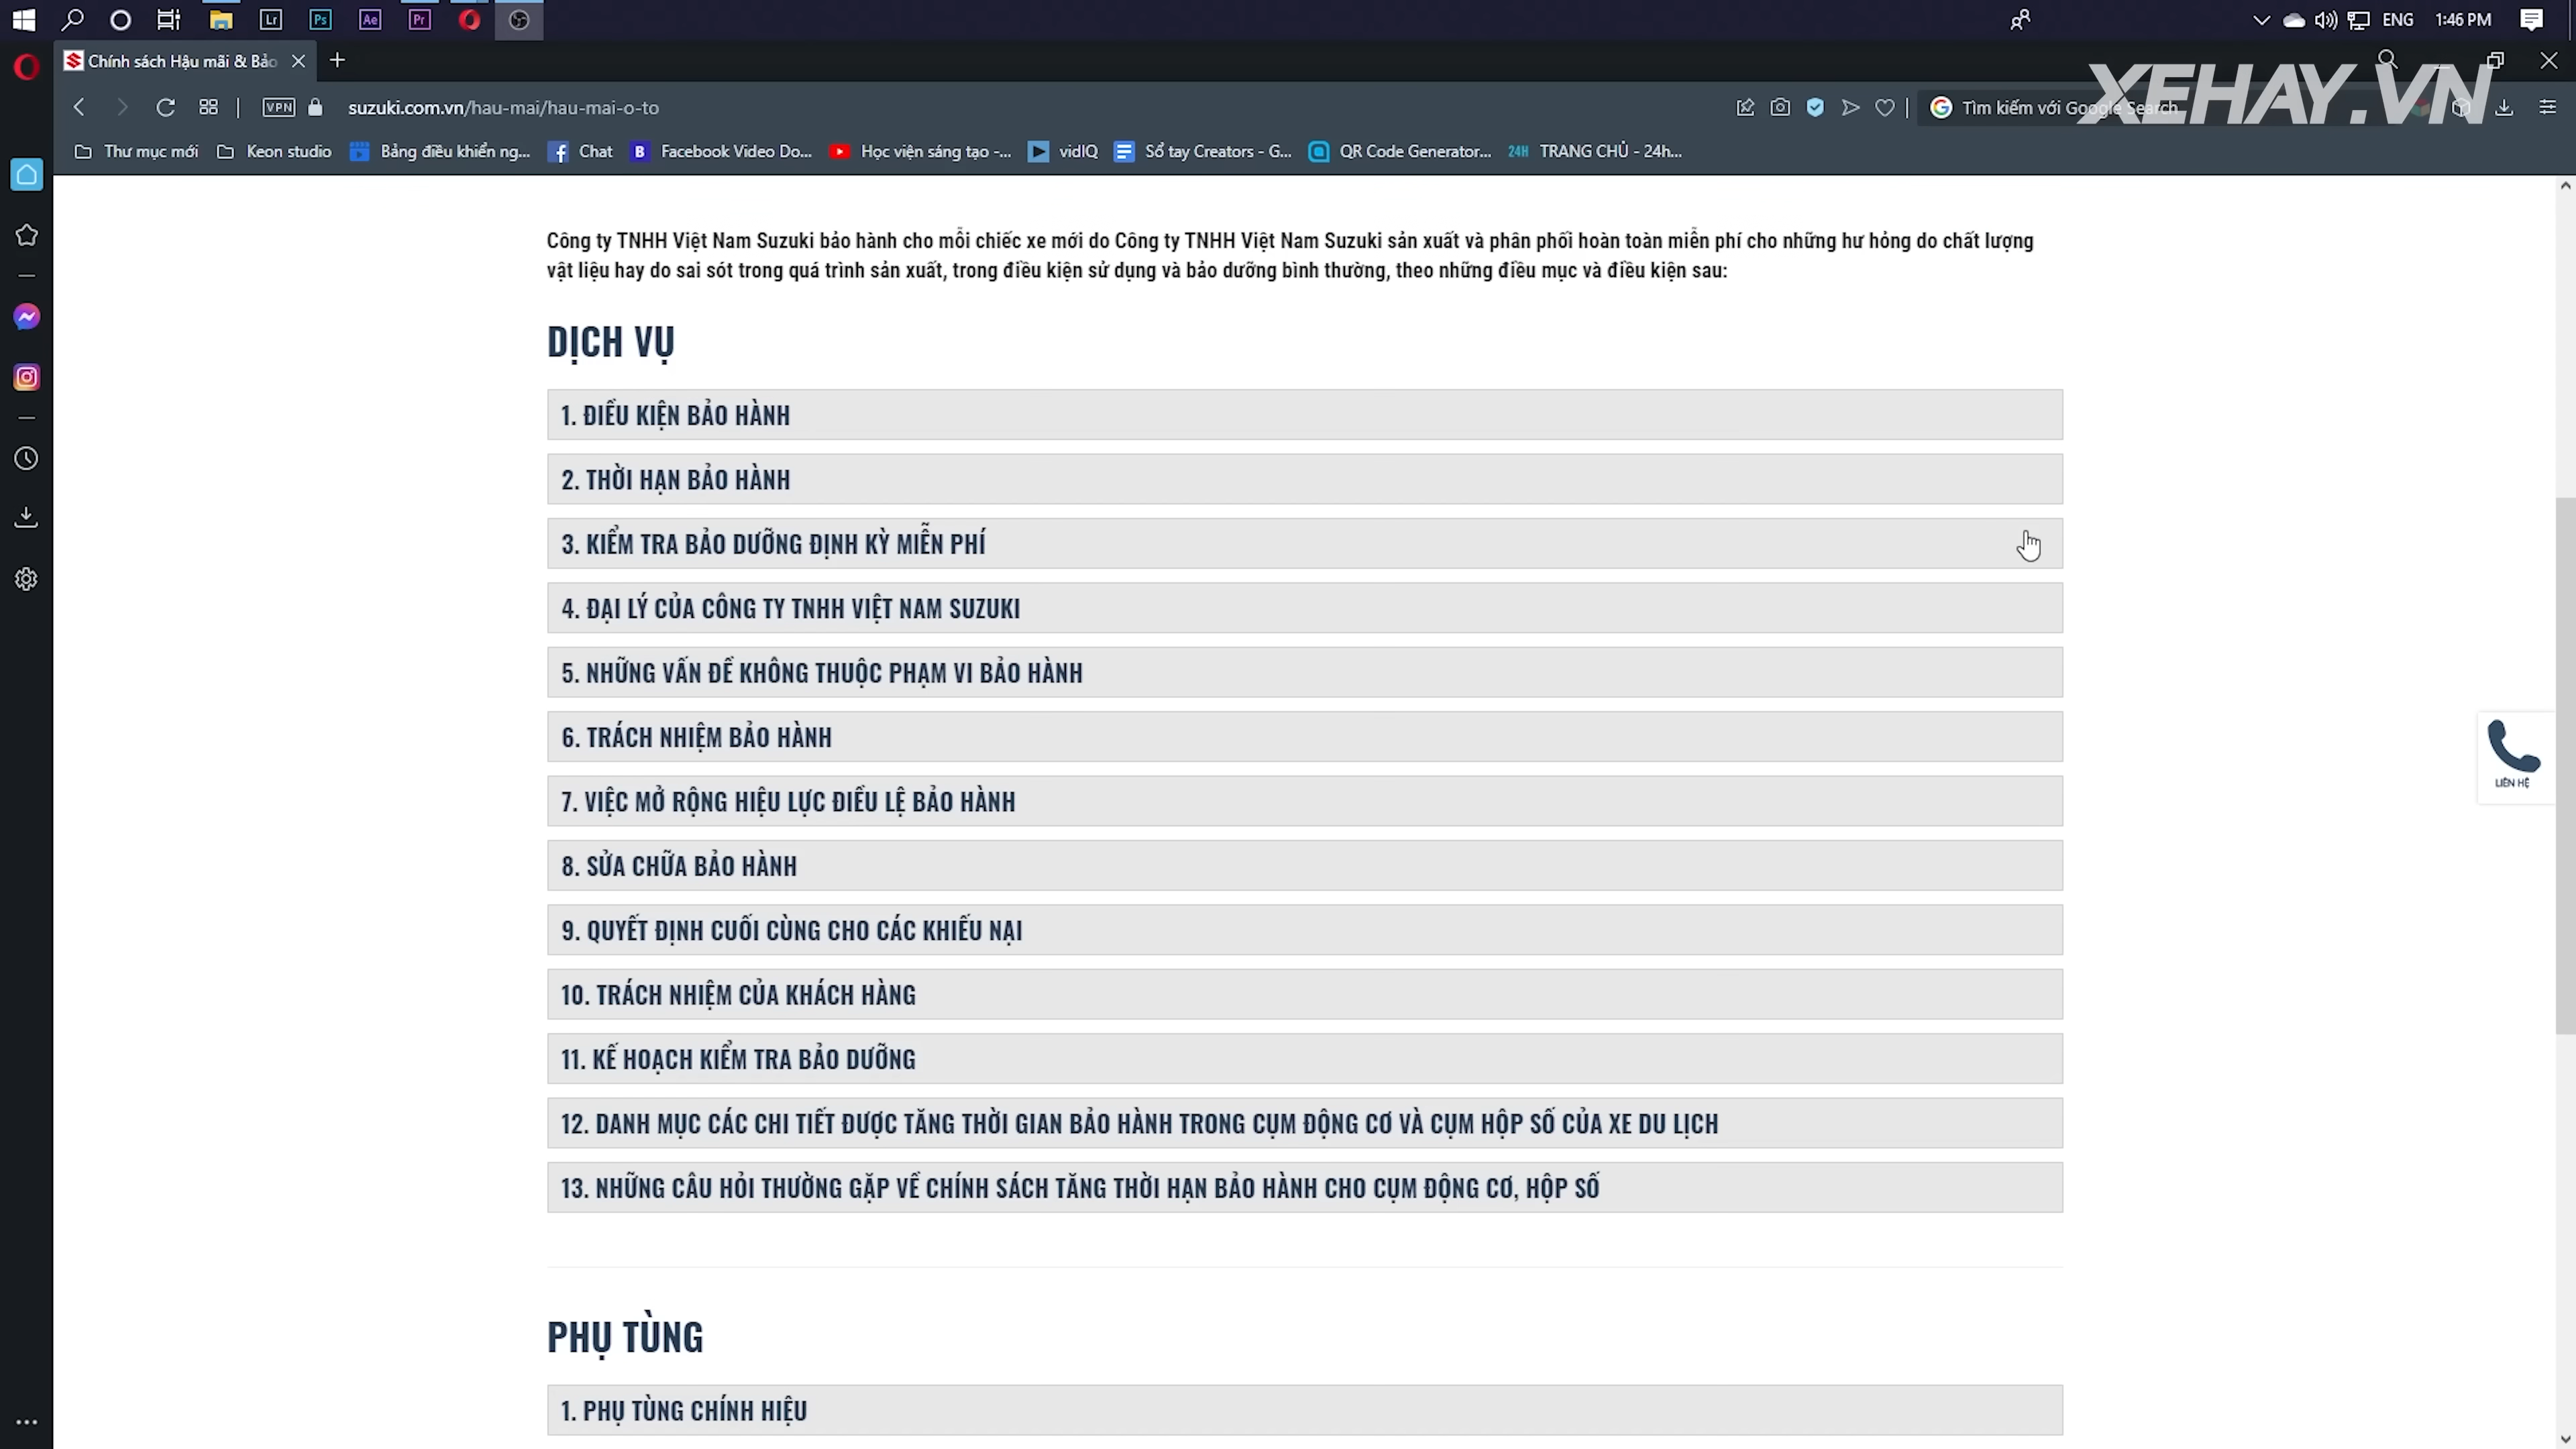 Lr Ps Ae Pr ENG 1:46 PM
Chính sách Hậu mãi & Bảo
XEHAY.VN
VPN suzuki.com.vn/hau-mai/hau-mai-o-to Tìm kiếm với Google Search
Thư mục mới Keon studio Bảng điều khiển ng... Chat B Facebook Video Do... Học viện sáng tạo -... vidIQ Sổ tay Creators - G... QR Code Generator... 24H TRANG CHỦ - 24h...
Công ty TNHH Việt Nam Suzuki bảo hành cho mỗi chiếc xe mới do Công ty TNHH Việt Nam Suzuki sản xuất và phân phối hoàn toàn miễn phí cho những hư hỏng do chất lượng
vật liệu hay do sai sót trong quá trình sản xuất, trong điều kiện sử dụng và bảo dưỡng bình thường, theo những điều mục và điều kiện sau:
DỊCH VỤ
1. ĐIỀU KIỆN BẢO HÀNH
2. THỜI HẠN BẢO HÀNH
3. KIỂM TRA BẢO DƯỠNG ĐỊNH KỲ MIỄN PHÍ
4. ĐẠI LÝ CỦA CÔNG TY TNHH VIỆT NAM SUZUKI
5. NHỮNG VẤN ĐỀ KHÔNG THUỘC PHẠM VI BẢO HÀNH
6. TRÁCH NHIỆM BẢO HÀNH
LIÊN HỆ
7. VIỆC MỞ RỘNG HIỆU LỰC ĐIỀU LỆ BẢO HÀNH
8. SỬA CHỮA BẢO HÀNH
9. QUYẾT ĐỊNH CUỐI CÙNG CHO CÁC KHIẾU NẠI
10. TRÁCH NHIỆM CỦA KHÁCH HÀNG
11. KẾ HOẠCH KIỂM TRA BẢO DƯỠNG
12. DANH MỤC CÁC CHI TIẾT ĐƯỢC TĂNG THỜI GIAN BẢO HÀNH TRONG CỤM ĐỘNG CƠ VÀ CỤM HỘP SỐ CỦA XE DU LỊCH
13. NHỮNG CÂU HỎI THƯỜNG GẶP VỀ CHÍNH SÁCH TĂNG THỜI HẠN BẢO HÀNH CHO CỤM ĐỘNG CƠ, HỘP SỐ
PHỤ TÙNG
1. PHỤ TÙNG CHÍNH HIỆU